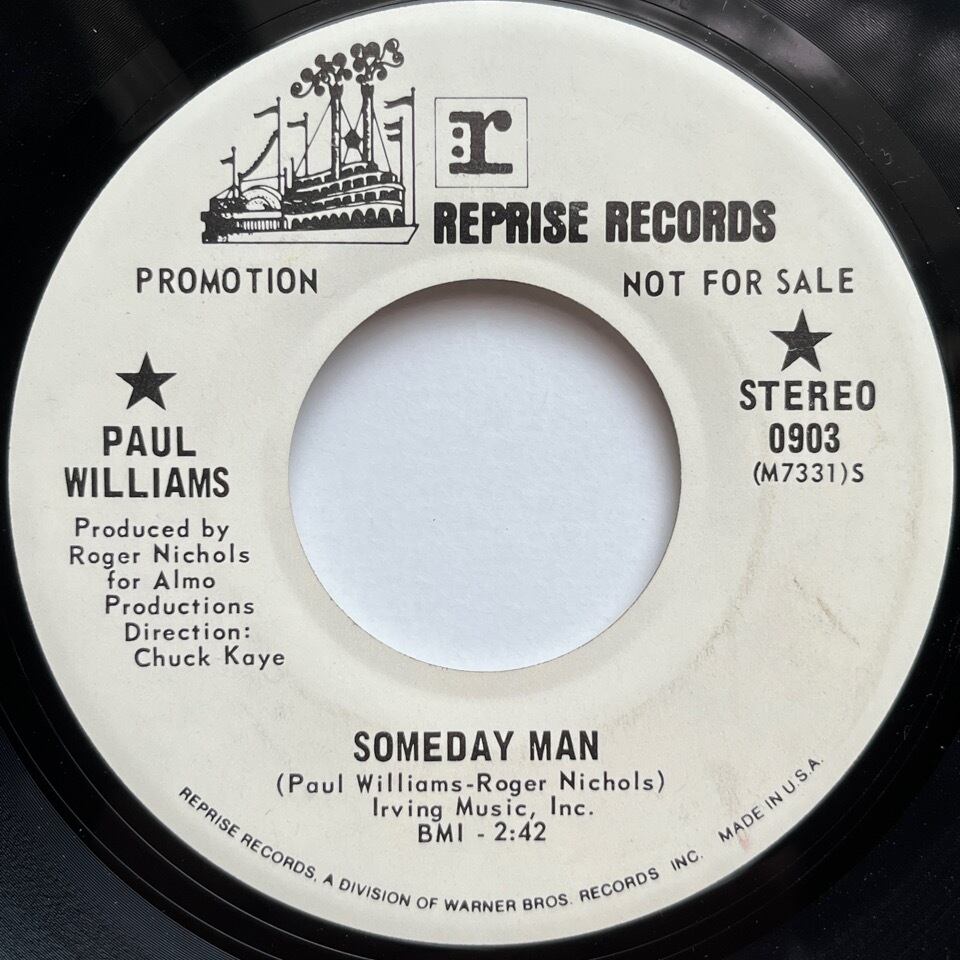 r
REPRISE RECORDS
PROMOTION
NOT FOR SALE
PAUL
WILLIAMS
Produced by
Roger Nichols
for Almo
Productions
Direction:
Chuck Kaye
STEREO
0903
(M7331)S
SOMEDAY MAN
(Paul Williams-Roger Nichols)
Irving Music, Inc.
BMI - 2:42
REPRISE RECORDS, A DIVISION OF WARNER BROS. RECORDS INC. MADE IN U.S.A.